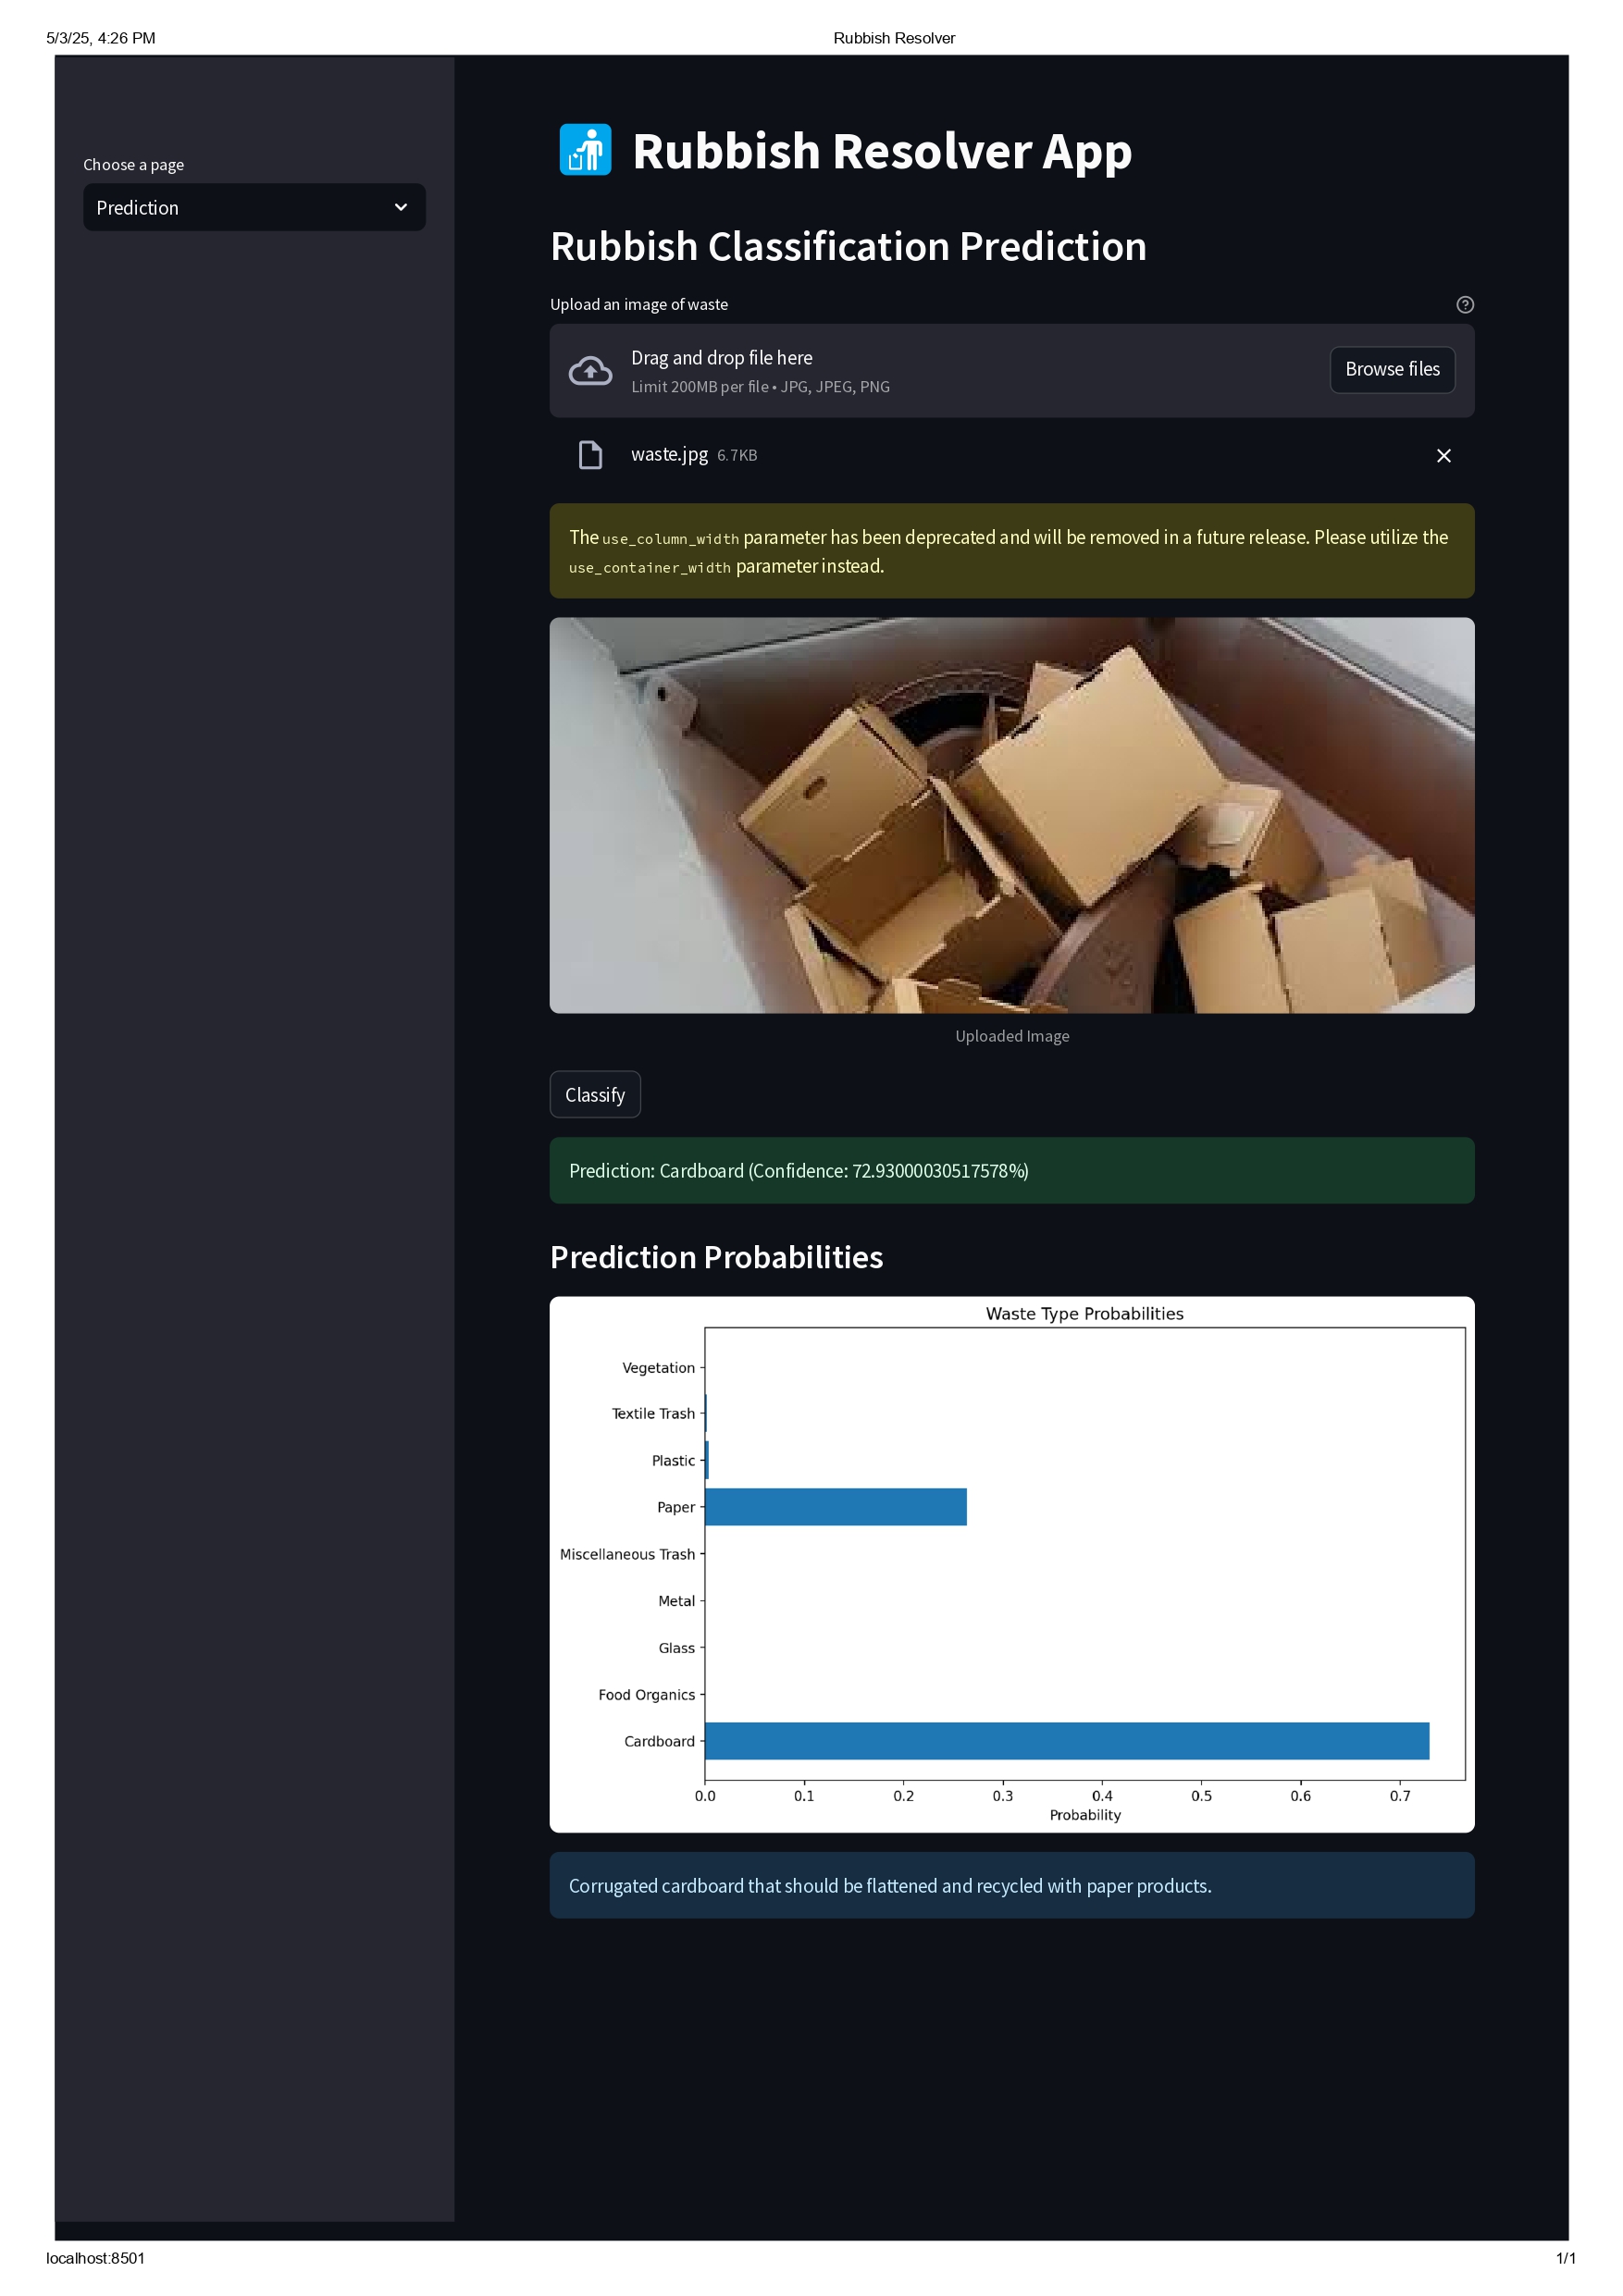 5/3/25, 4:26 PM
Rubbish Resolver
Choose a page
Prediction
Rubbish Resolver App
Rubbish Classification Prediction
Upload an image of waste
Drag and drop file here
Limit 200MB per file • JPG, JPEG, PNG
Browse files
waste.jpg 6.7KB
The use_column_width parameter has been deprecated and will be removed in a future release. Please utilize the
use_container_width parameter instead.
Uploaded Image
Classify
Prediction: Cardboard (Confidence: 72.93000030517578%)
Prediction Probabilities
Waste Type Probabilities
Vegetation
Textile Trash
Plastic
Paper
Miscellaneous Trash
Metal
Glass
Food Organics
Cardboard
0.0 0.1 0.2 0.3 0.4 0.5 0.6 0.7
Probability
Corrugated cardboard that should be flattened and recycled with paper products.
localhost:8501
1/1